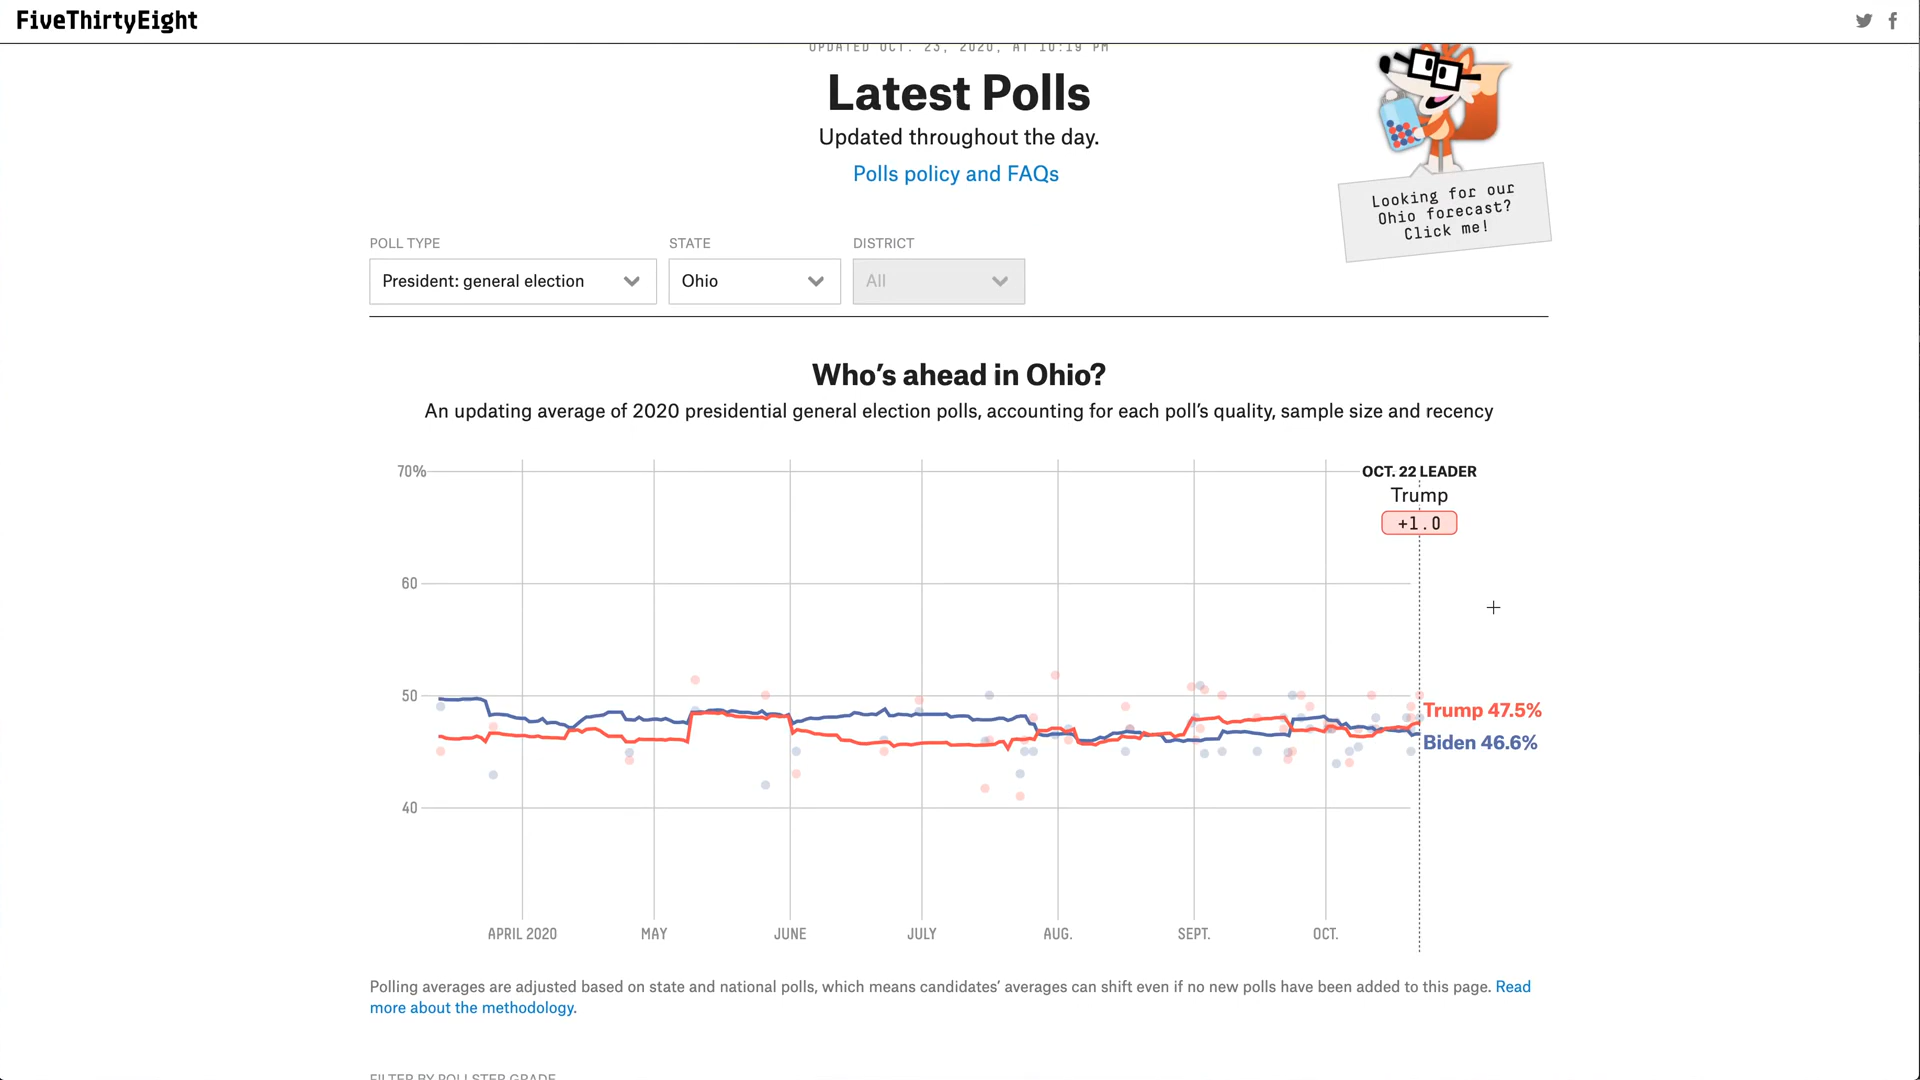 FiveThirtyEight
UPDATED OCT. 23, 2020, AT 10:19 PM
Latest Polls
Updated throughout the day.
Polls policy and FAQs
Looking for our
Ohio forecast?
Click me!
POLL TYPE
STATE
DISTRICT
President: general election
Ohio
All
Who's ahead in Ohio?
An updating average of 2020 presidential general election polls, accounting for each poll's quality, sample size and recency
70%
OCT. 22 LEADER
Trump
+1.0
60
50
Trump 47.5%
Biden 46.6%
40
APRIL 2020
MAY
JUNE
JULY
AUG.
SEPT.
OCT.
Polling averages are adjusted based on state and national polls, which means candidates' averages can shift even if no new polls have been added to this page. Read
more about the methodology.
FILTER BY POLLSTER GRADE